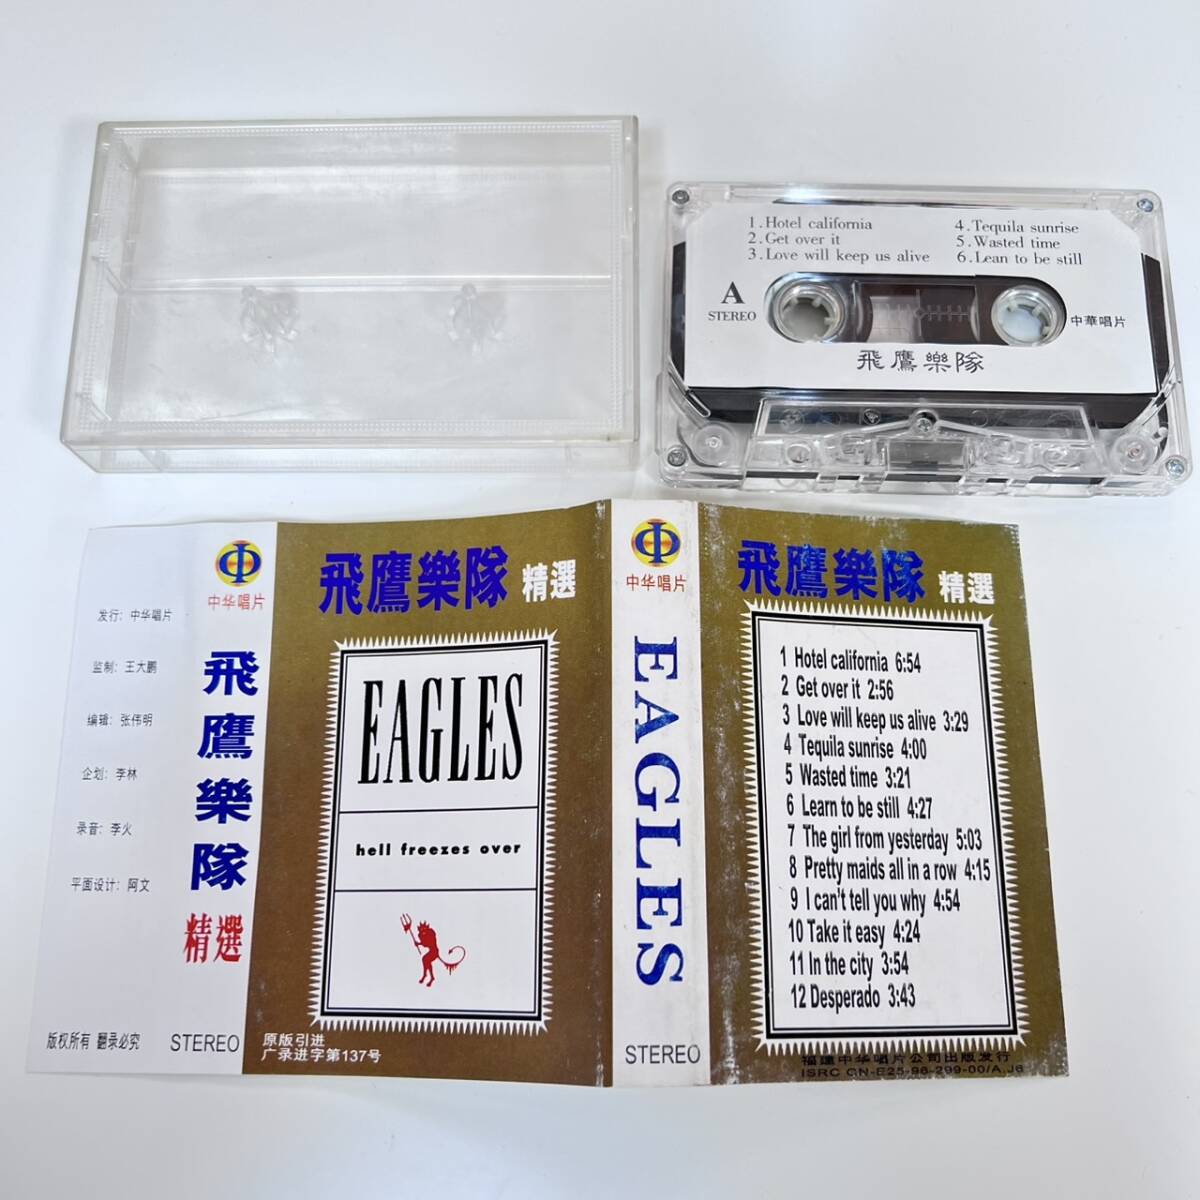 1.Hotel california
2.Get over it
3.Love will keep us alive
4.Tequila sunrise
5.Wasted time
6.Lean to be still
A
STEREO
中華唱片
飛鷹樂隊
发行: 中华唱片
监制: 王大鹏
编辑: 张伟明
企划: 李林
录音: 李火
平面设计: 阿文
版权所有 翻录必究
中华唱片
飛鷹樂隊
精選
STEREO
飛鷹樂隊 精選
EAGLES
hell freezes over
原版引进
广录进字第137号
中华唱片
EAGLES
STEREO
飛鷹樂隊 精選
1 Hotel california 6:54
2 Get over it 2:56
3 Love will keep us alive 3:29
4 Tequila sunrise 4:00
5 Wasted time 3:21
6 Learn to be still 4:27
7 The girl from yesterday 5:03
8 Pretty maids all in a row 4:15
9 I can't tell you why 4:54
10 Take it easy 4:24
11 In the city 3:54
12 Desperado 3:43
福建中华唱片公司出版发行
ISRC CN-E25-96-299-00/A.J6